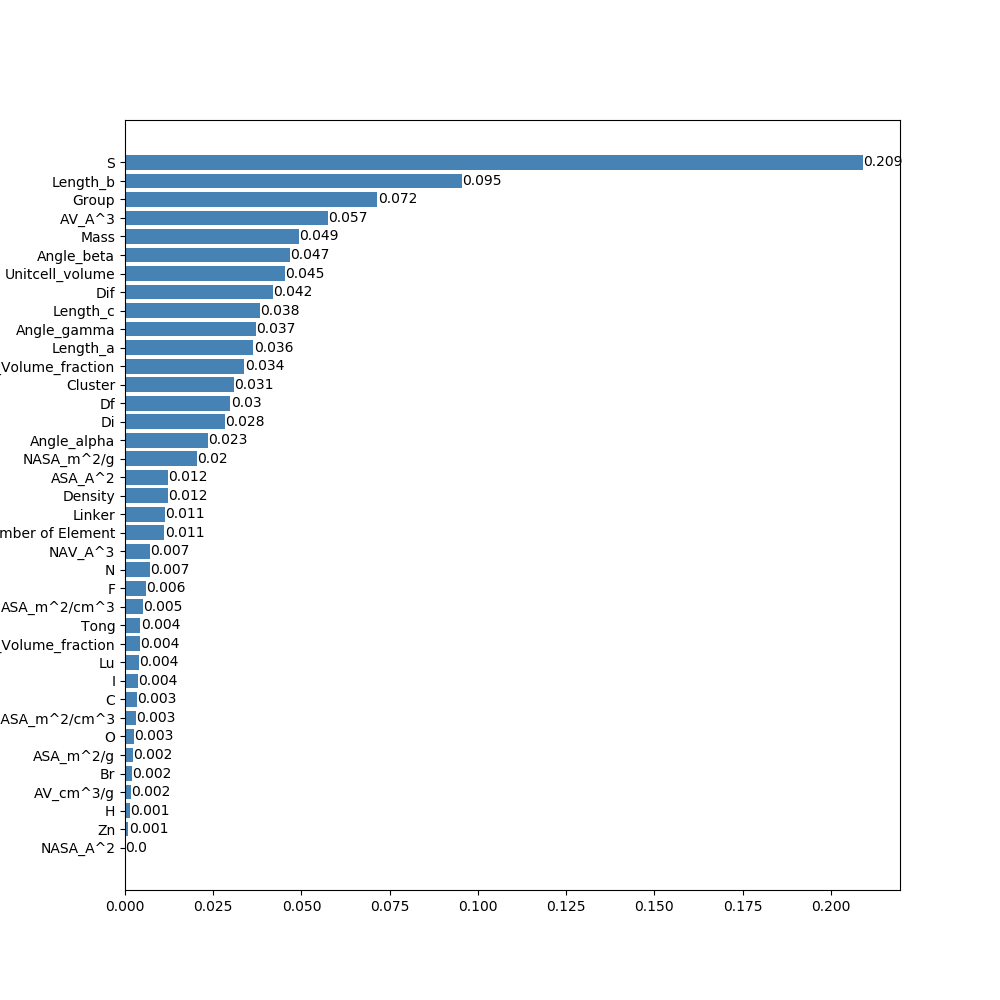 S 0.209
Length_b 0.095
Group 0.072
AV_A^3 0.057
Mass 0.049
Angle_beta 0.047
Unitcell_volume 0.045
Dif 0.042
Length_c 0.038
Angle_gamma 0.037
Length_a 0.036
_Volume_fraction 0.034
Cluster 0.031
Df 0.03
Di 0.028
Angle_alpha 0.023
NASA_m^2/g 0.02
ASA_A^2 0.012
Density 0.012
Linker 0.011
mber of Element 0.011
NAV_A^3 0.007
N 0.007
F 0.006
ASA_m^2/cm^3 0.005
Tong 0.004
_Volume_fraction 0.004
Lu 0.004
I 0.004
C 0.003
ASA_m^2/cm^3 0.003
O 0.003
ASA_m^2/g 0.002
Br 0.002
AV_cm^3/g 0.002
H 0.001
Zn 0.001
NASA_A^2 0.0
0.000 0.025 0.050 0.075 0.100 0.125 0.150 0.175 0.200